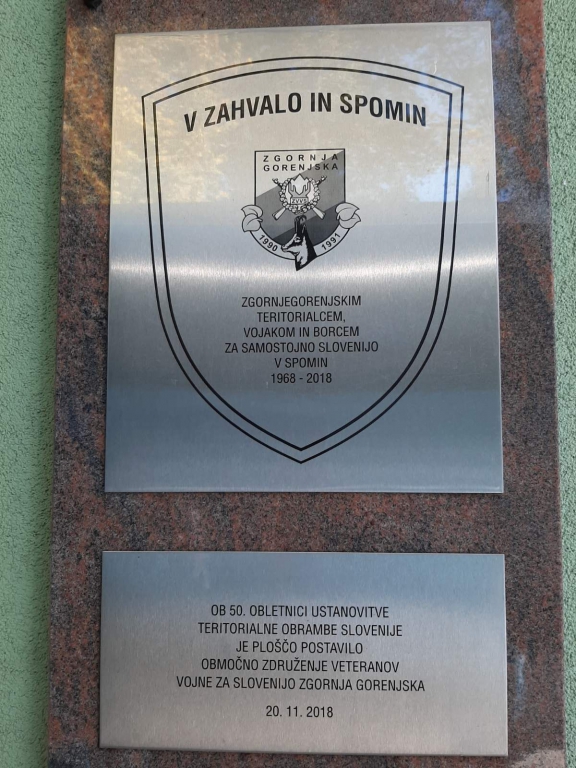 V ZAHVALO IN SPOMIN
ZGORNJA
GORENJSKA
1990 1991
ZGORNJEGORENJSKIM
TERITORIALCEM,
VOJAKOM IN BORCEM
ZA SAMOSTOJNO SLOVENIJO
V SPOMIN
1968 - 2018
OB 50. OBLETNICI USTANOVITVE
TERITORIALNE OBRAMBE SLOVENIJE
JE PLOŠČO POSTAVILO
OBMOČNO ZDRUŽENJE VETERANOV
VOJNE ZA SLOVENIJO ZGORNJA GORENJSKA
20. 11. 2018